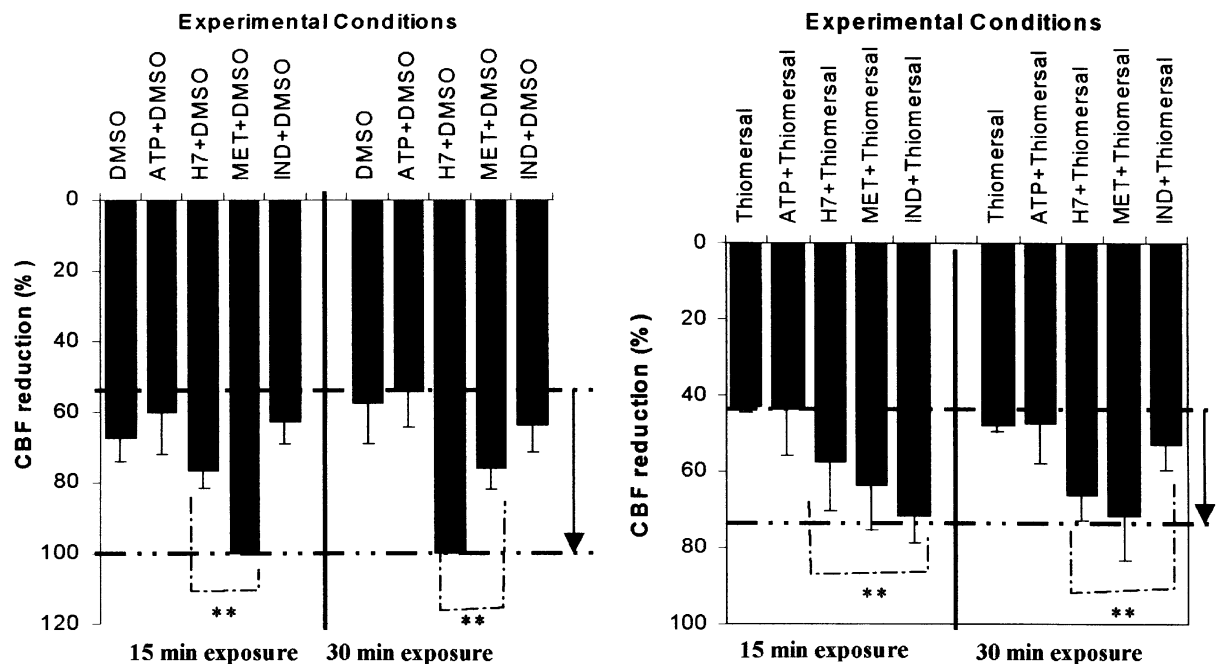 Experimental Conditions
DMSO
ATP+DMSO
H7+DMSO
MET+DMSO
IND+DMSO
DMSO
ATP+DMSO
H7+DMSO
MET+DMSO
IND+DMSO
CBF reduction (%)
0
20
40
60
80
100
120
**
**
15 min exposure
30 min exposure
Experimental Conditions
Thiomersal
ATP+Thiomersal
H7+Thiomersal
MET+Thiomersal
IND+Thiomersal
Thiomersal
ATP+Thiomersal
H7+Thiomersal
MET+Thiomersal
IND+Thiomersal
CBF reduction (%)
0
20
40
60
80
100
**
**
15 min exposure
30 min exposure